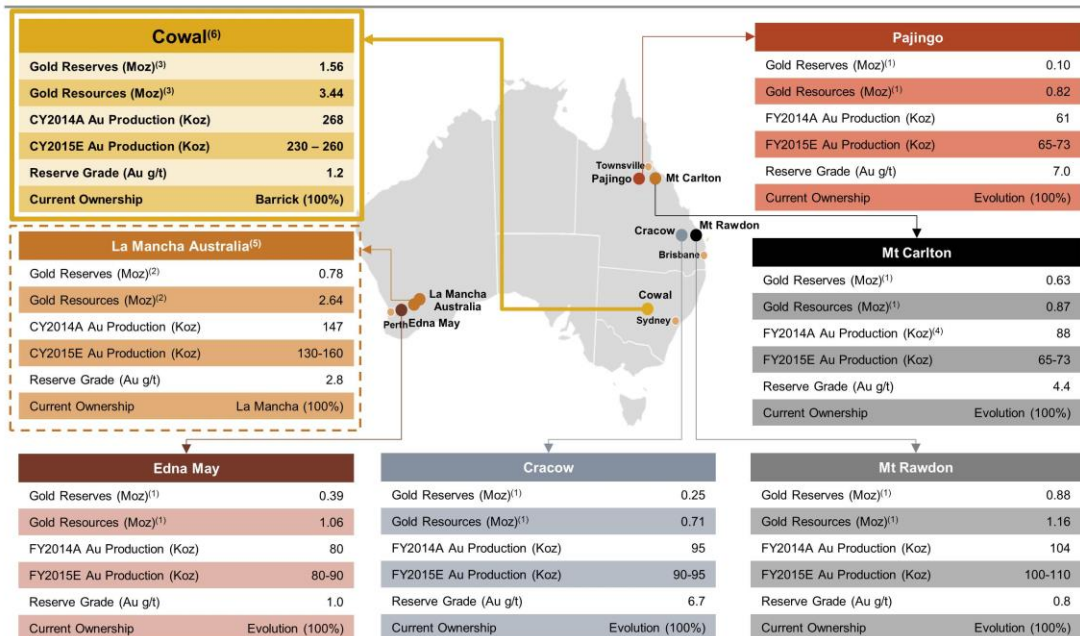 Cowal(6)
Gold Reserves (Moz)(3) 1.56
Gold Resources (Moz)(3) 3.44
CY2014A Au Production (Koz) 268
CY2015E Au Production (Koz) 230 – 260
Reserve Grade (Au g/t) 1.2
Current Ownership Barrick (100%)
La Mancha Australia(5)
Gold Reserves (Moz)(2) 0.78
Gold Resources (Moz)(2) 2.64
CY2014A Au Production (Koz) 147
CY2015E Au Production (Koz) 130-160
Reserve Grade (Au g/t) 2.8
Current Ownership La Mancha (100%)
Townsville
Pajingo
Mt Carlton
Cracow
Mt Rawdon
Brisbane
La Mancha
Australia
Perth
Edna May
Cowal
Sydney
Pajingo
Gold Reserves (Moz)(1) 0.10
Gold Resources (Moz)(1) 0.82
FY2014A Au Production (Koz) 61
FY2015E Au Production (Koz) 65-73
Reserve Grade (Au g/t) 7.0
Current Ownership Evolution (100%)
Mt Carlton
Gold Reserves (Moz)(1) 0.63
Gold Resources (Moz)(1) 0.87
FY2014A Au Production (Koz)(4) 88
FY2015E Au Production (Koz) 65-73
Reserve Grade (Au g/t) 4.4
Current Ownership Evolution (100%)
Edna May
Gold Reserves (Moz)(1) 0.39
Gold Resources (Moz)(1) 1.06
FY2014A Au Production (Koz) 80
FY2015E Au Production (Koz) 80-90
Reserve Grade (Au g/t) 1.0
Current Ownership Evolution (100%)
Cracow
Gold Reserves (Moz)(1) 0.25
Gold Resources (Moz)(1) 0.71
FY2014A Au Production (Koz) 95
FY2015E Au Production (Koz) 90-95
Reserve Grade (Au g/t) 6.7
Current Ownership Evolution (100%)
Mt Rawdon
Gold Reserves (Moz)(1) 0.88
Gold Resources (Moz)(1) 1.16
FY2014A Au Production (Koz) 104
FY2015E Au Production (Koz) 100-110
Reserve Grade (Au g/t) 0.8
Current Ownership Evolution (100%)